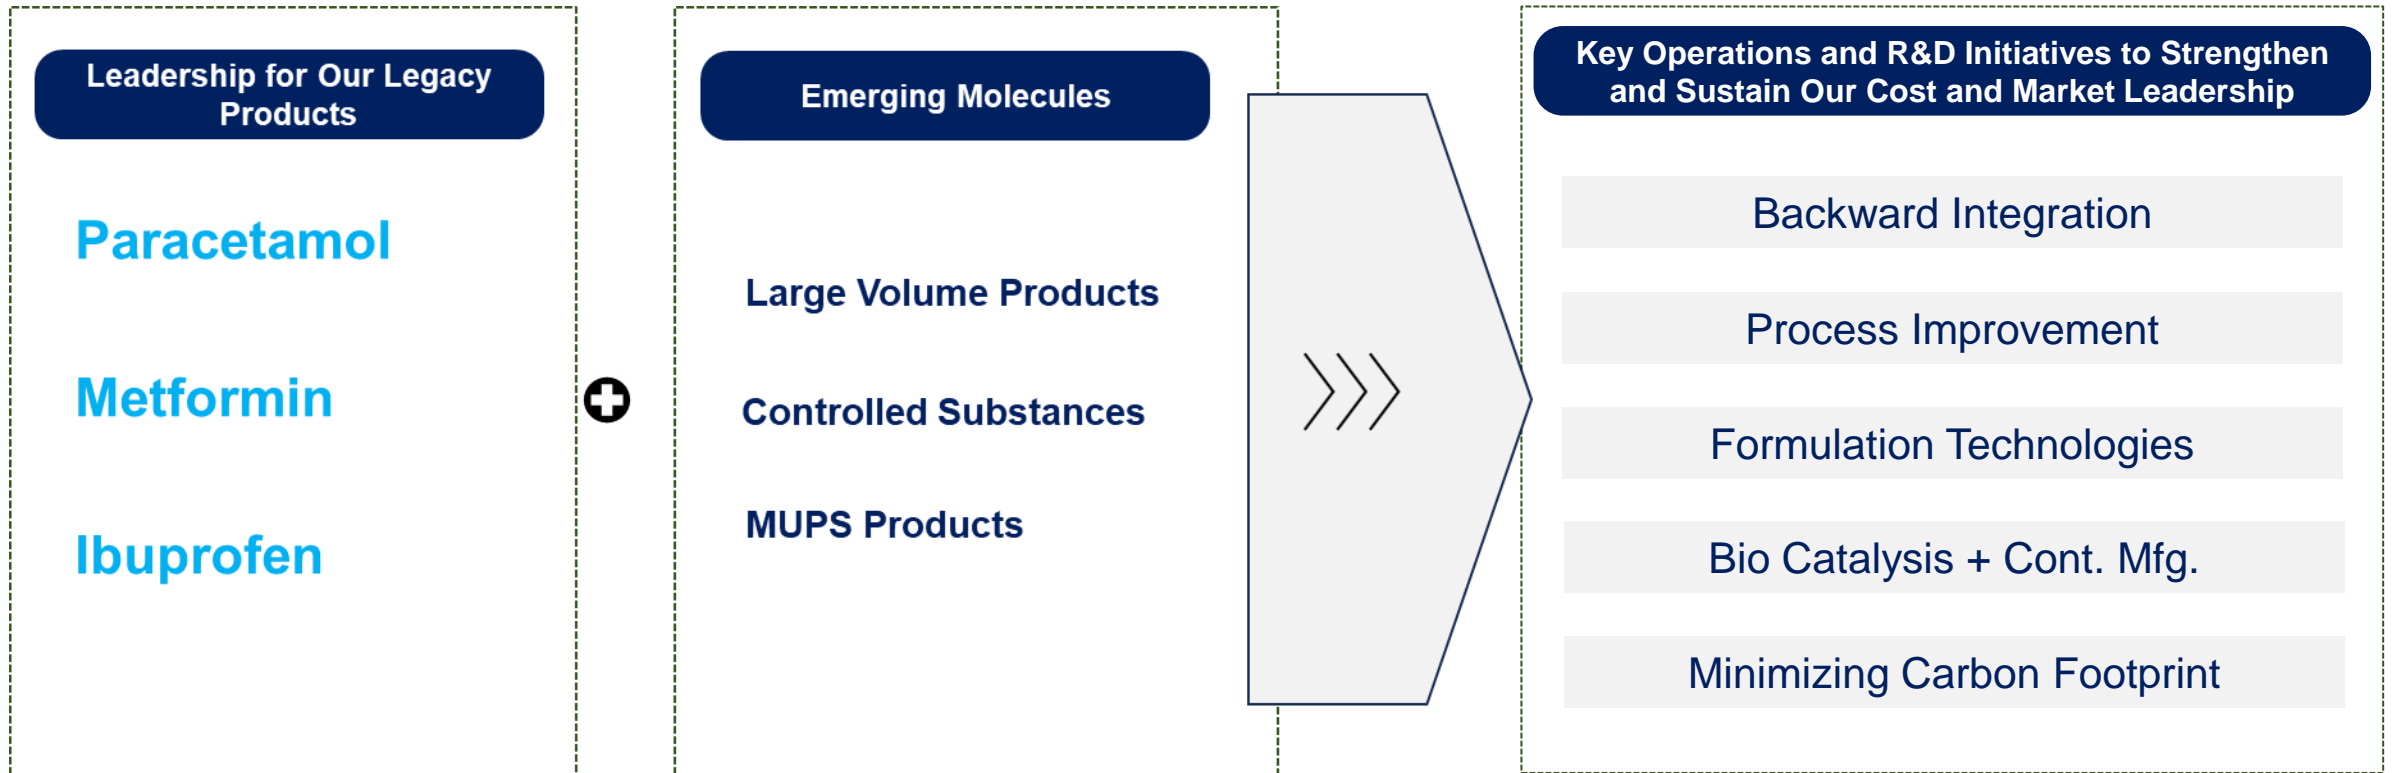 Leadership for Our Legacy
Products
Paracetamol
Metformin
Ibuprofen
Emerging Molecules
Large Volume Products
Controlled Substances
MUPS Products
Key Operations and R&D Initiatives to Strengthen
and Sustain Our Cost and Market Leadership
Backward Integration
Process Improvement
Formulation Technologies
Bio Catalysis + Cont. Mfg.
Minimizing Carbon Footprint